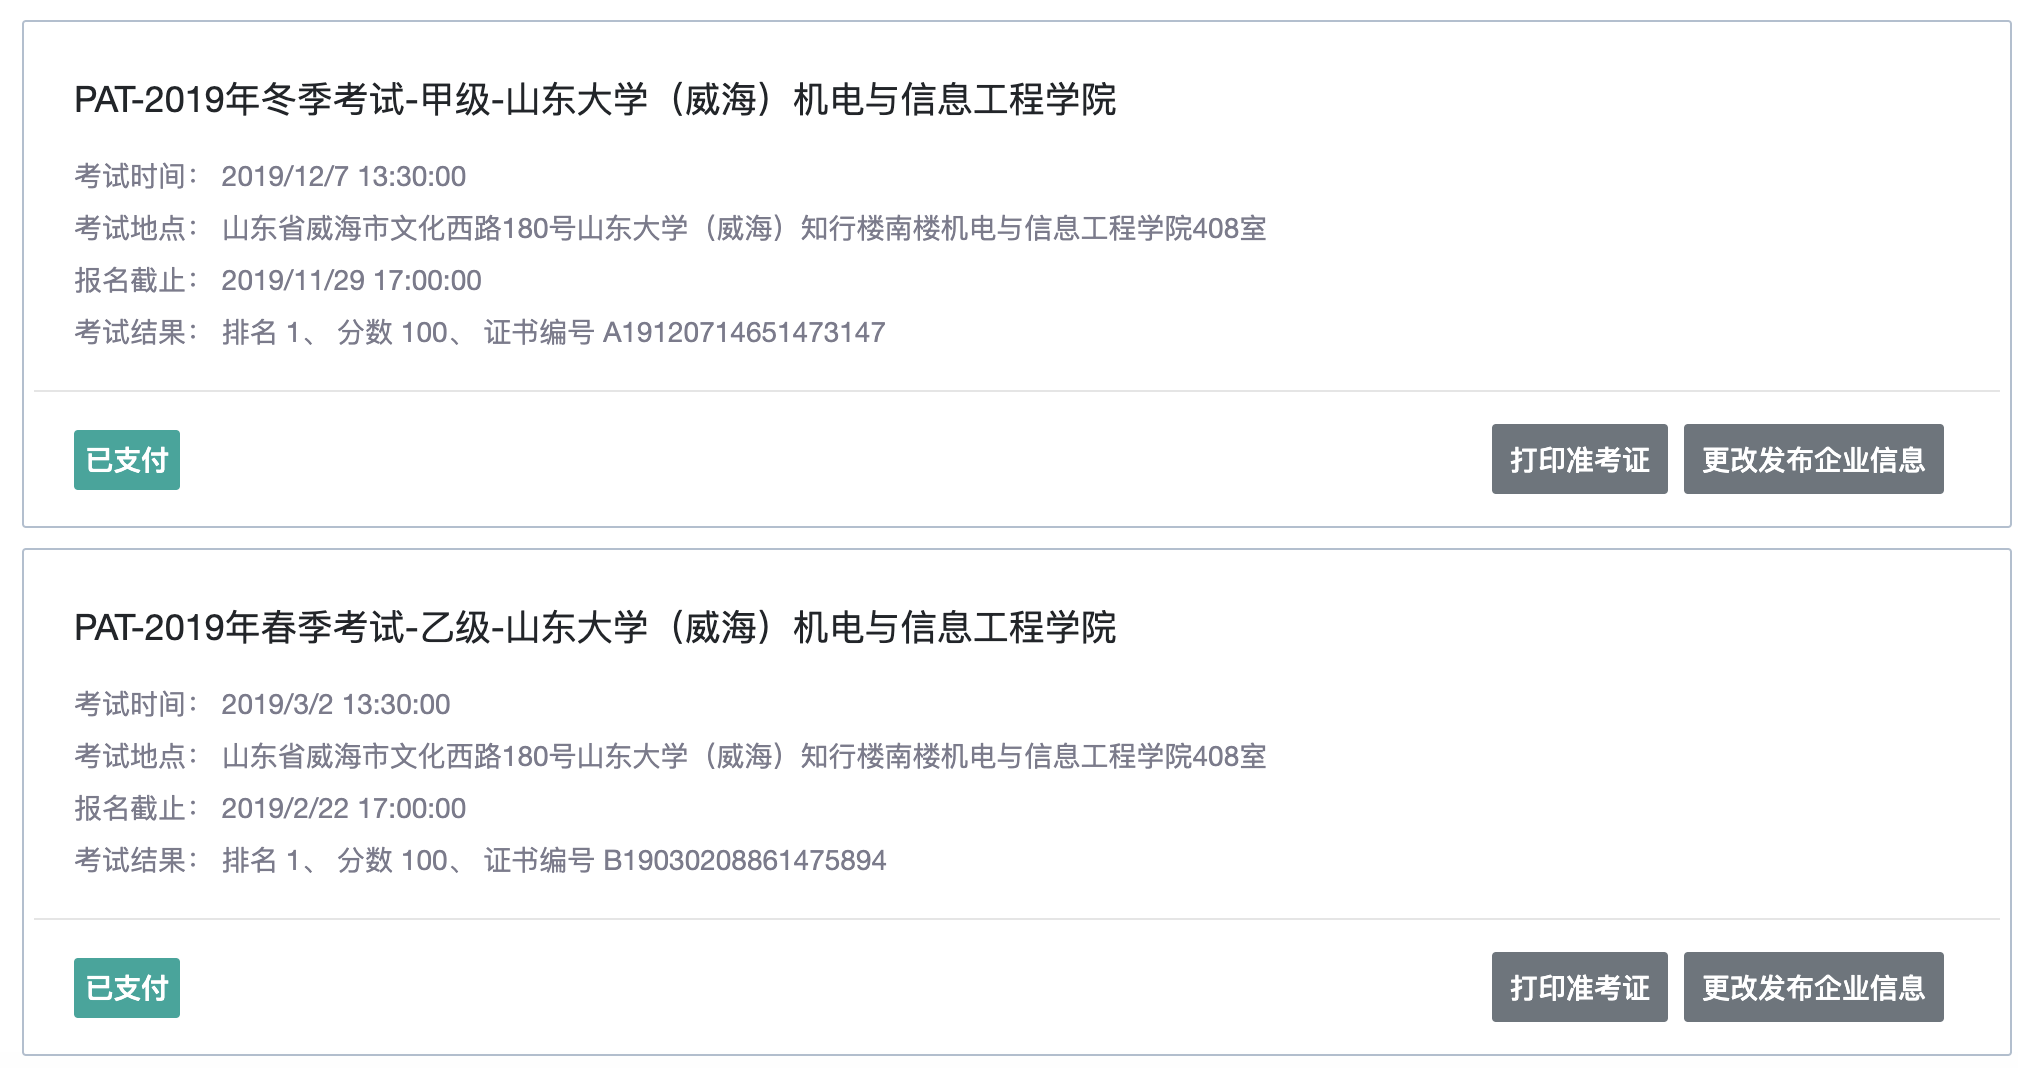 PAT-2019年冬季考试-甲级-山东大学（威海）机电与信息工程学院
考试时间： 2019/12/7 13:30:00
考试地点： 山东省威海市文化西路180号山东大学（威海）知行楼南楼机电与信息工程学院408室
报名截止： 2019/11/29 17:00:00
考试结果： 排名 1、 分数 100、 证书编号 A19120714651473147
已支付
打印准考证
更改发布企业信息
PAT-2019年春季考试-乙级-山东大学（威海）机电与信息工程学院
考试时间： 2019/3/2 13:30:00
考试地点： 山东省威海市文化西路180号山东大学（威海）知行楼南楼机电与信息工程学院408室
报名截止： 2019/2/22 17:00:00
考试结果： 排名 1、 分数 100、 证书编号 B19030208861475894
已支付
打印准考证
更改发布企业信息